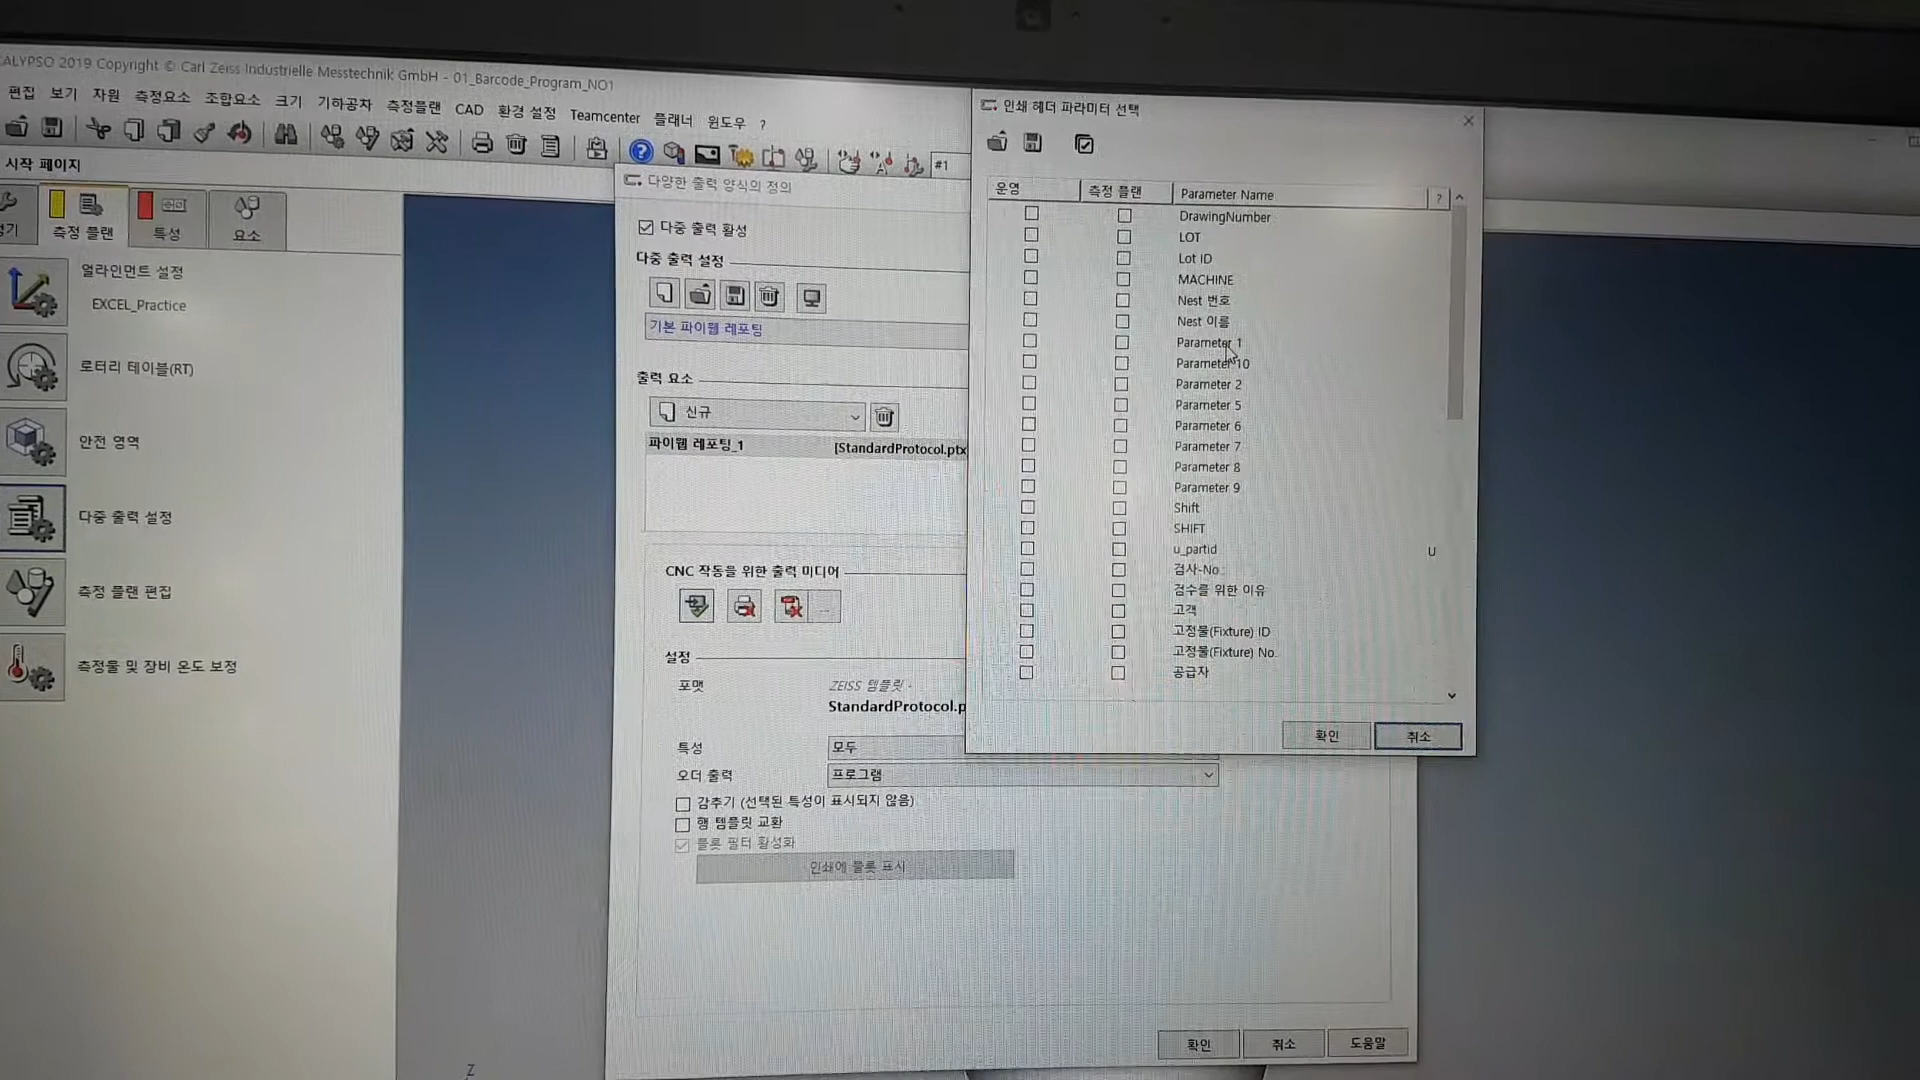 ALYPSO 2019 Copyright © Carl Zeiss Industrielle Messtechnik GmbH - 01_Barcode_Program_NO1
편집 보기 자원 측정요소 조합요소 크기 기하공차 측정플랜 CAD 환경 설정 Teamcenter 플래너 윈도우 ?
#1
시작 페이지
측정 플랜
특성
요소
얼라인먼트 설정
EXCEL_Practice
로터리 테이블(RT)
안전 영역
다중 출력 설정
측정 플랜 편집
측정물 및 장비 온도 보정
다양한 출력 양식의 정의
다중 출력 활성
다중 출력 설정
기본 파이웹 레포팅
출력 요소
신규
파이웹 레포팅_1 [StandardProtocol.ptx
CNC 작동을 위한 출력 미디어
...
설정
포맷 ZEISS 템플릿 -
StandardProtocol.p
특성 모두
오더 출력 프로그램
감추기 (선택된 특성이 표시되지 않음)
행 템플릿 교환
플롯 필터 활성화
인쇄에 플롯 표시
확인 취소 도움말
인쇄 헤더 파라미터 선택
운영 측정 플랜 Parameter Name ?
DrawingNumber
LOT
Lot ID
MACHINE
Nest 번호
Nest 이름
Parameter 1
Parameter 10
Parameter 2
Parameter 5
Parameter 6
Parameter 7
Parameter 8
Parameter 9
Shift
SHIFT
u_partid U
검사-No
검수를 위한 이유
고객
고정물(Fixture) ID
고정물(Fixture) No.
공급자
확인 취소
Z